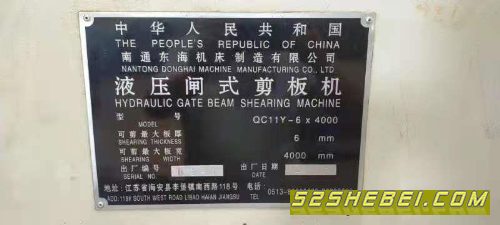 中华人民共和国
THE PEOPLE'S REPUBLIC OF CHINA
南通东海机床制造有限公司
NANTONG DONGHAI MACHINE MANUFACTURING CO., LTD
液压闸式剪板机
HYDRAULIC GATE BEAM SHEARING MACHINE
型号 QC11Y-6x4000
MODEL
可剪最大板厚 6 mm
SHEARING THICKNESS
可剪最大板宽 4000 mm
SHEARING WIDTH
出厂编号 出厂日期
SERIAL NO. DATE
地址:江苏省海安县李堡镇南西路118号 电话:0513-
ADD:118# SOUTH WEST ROAD LIBAO HAIAN JIANGSU TEL
52SHEBEI.COM